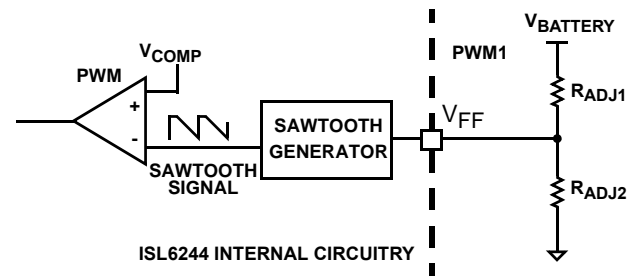 V_BATTERY
V_COMP
PWM
PWM1
R_ADJ1
+
V_FF
SAWTOOTH
GENERATOR
-
SAWTOOTH
SIGNAL
R_ADJ2
ISL6244 INTERNAL CIRCUITRY